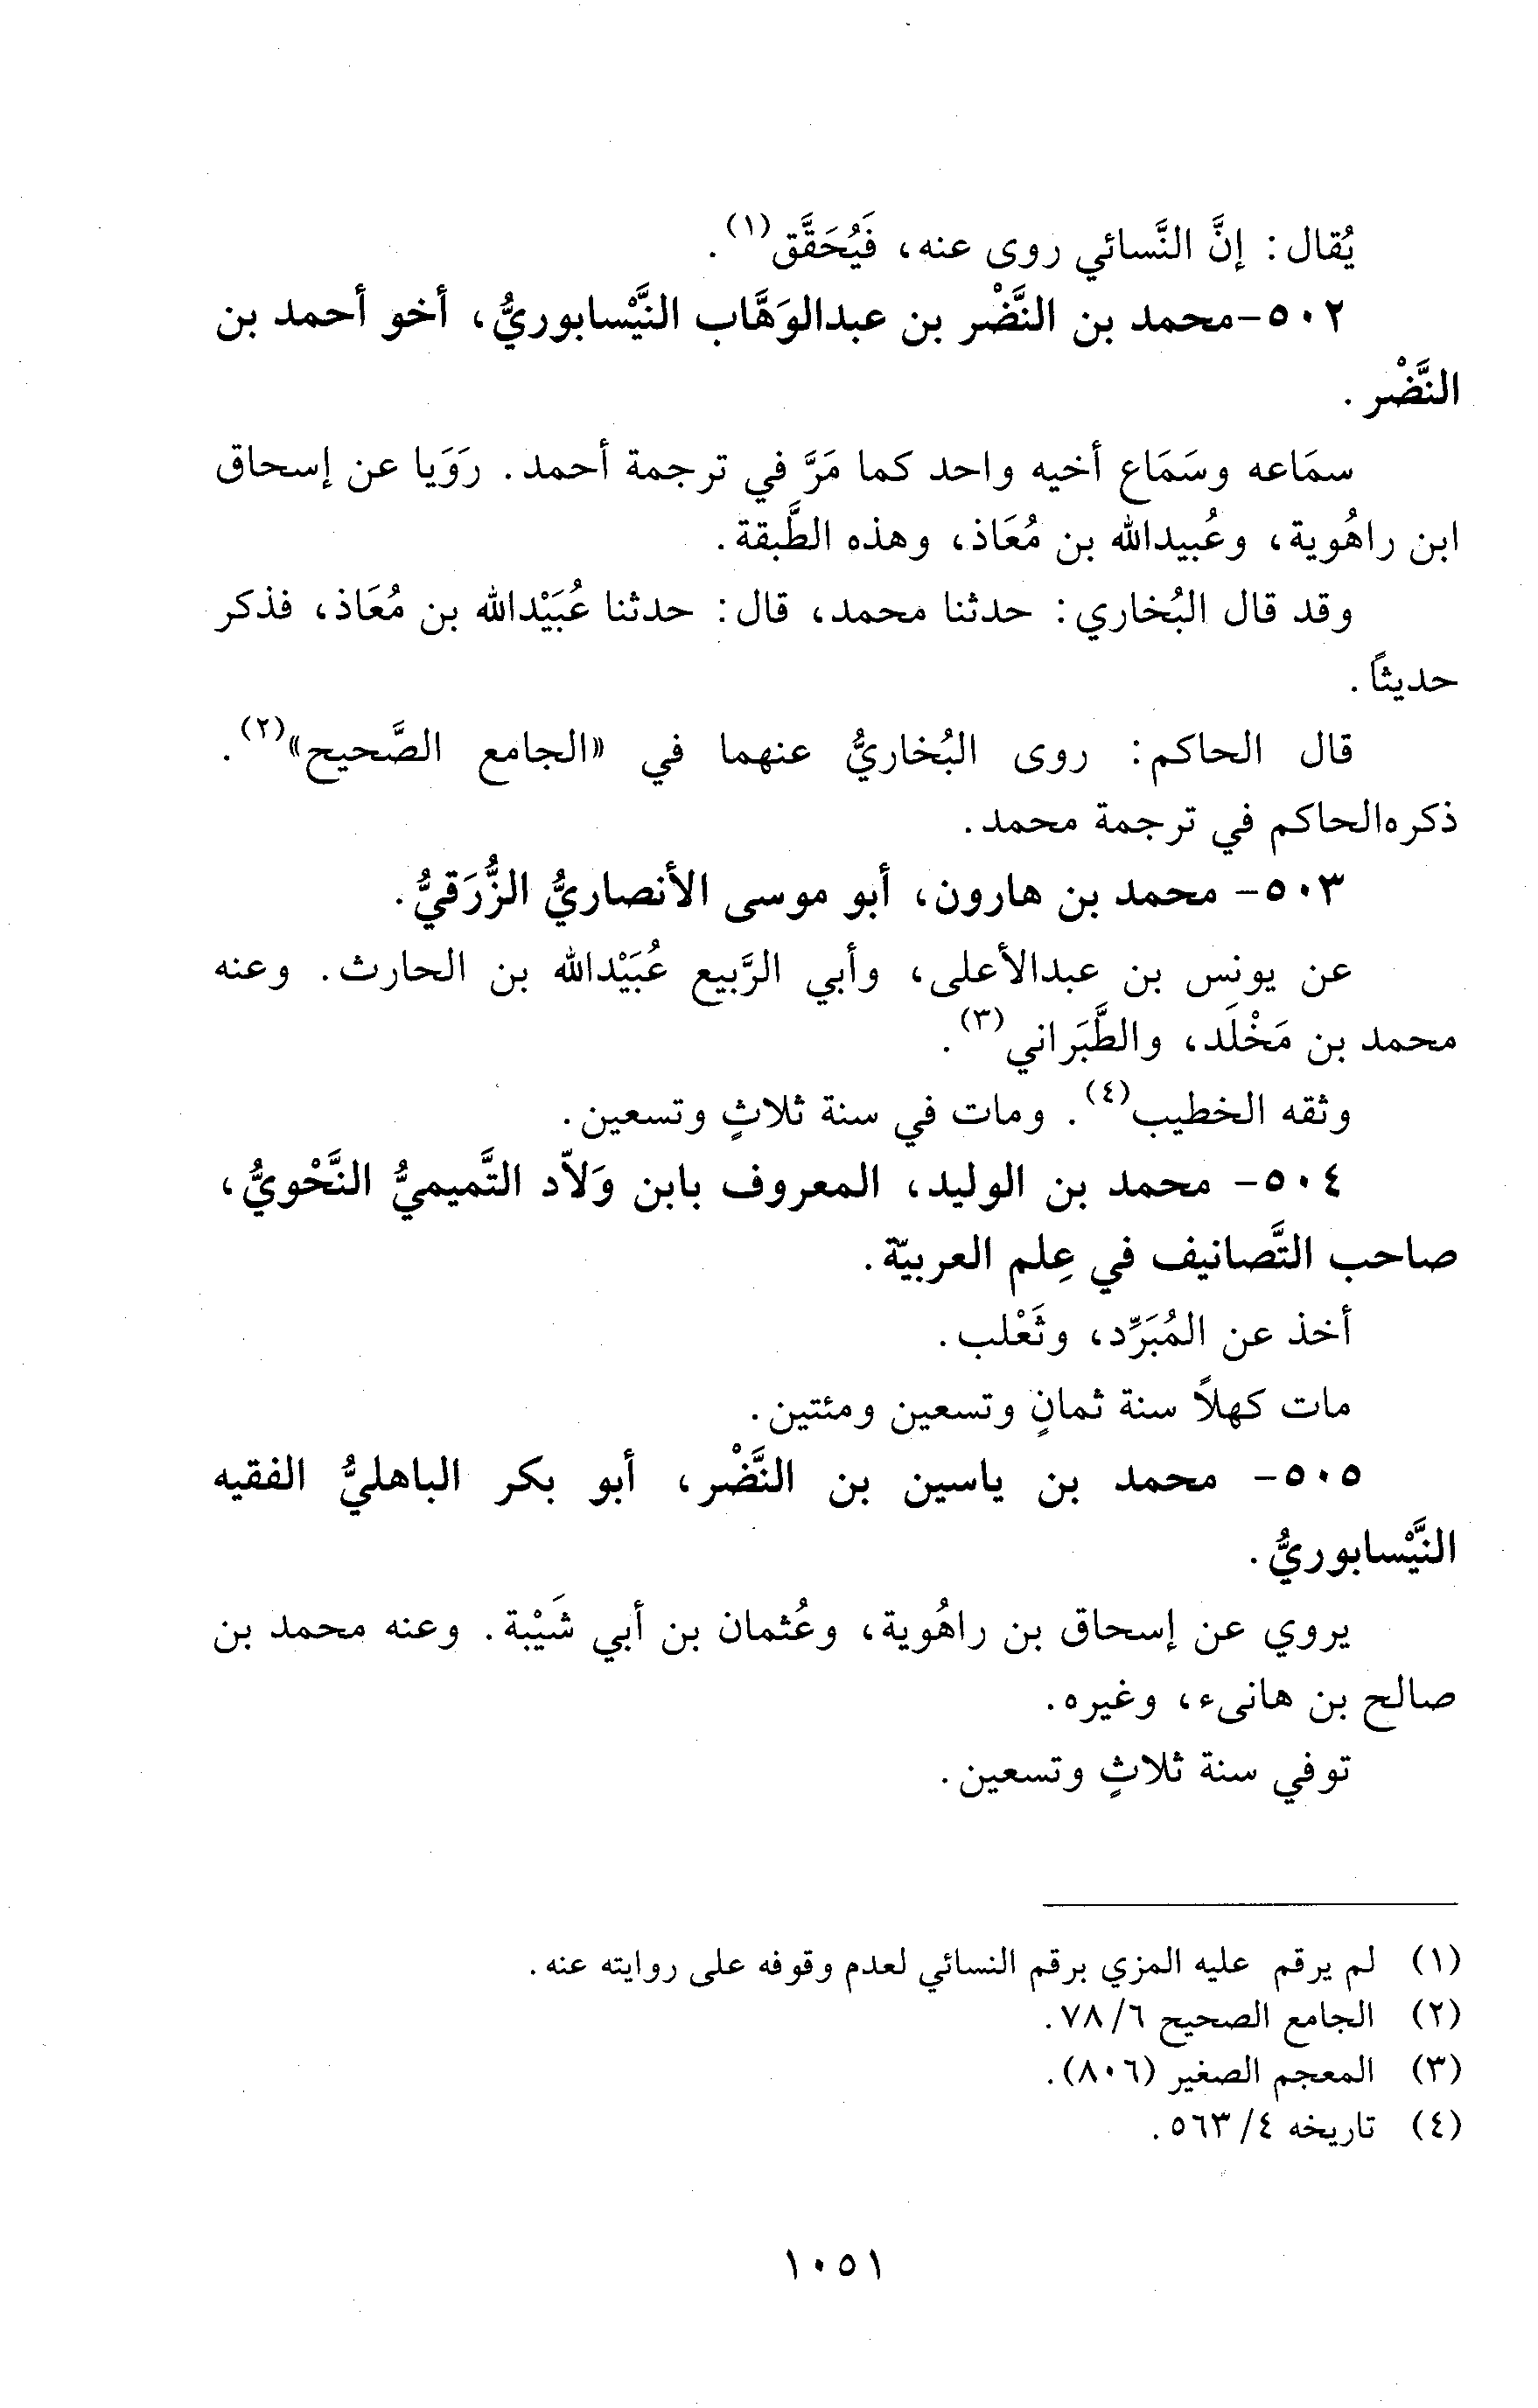 يُقال: إنَّ النَّسائي روى عنه، فَيُحَقَّق(١).
٥٠٢-محمد بن النَّضْر بن عبدالوَهَّاب النَّيْسابوريُّ، أخو أحمد بن
النَّضْر.
سمَاعه وسَمَاع أخيه واحد كما مَرَّ في ترجمة أحمد. رَوَيا عن إسحاق
ابن راهُوية، وعُبيدالله بن مُعَاذ، وهذه الطَّبقة.
وقد قال البُخاري: حدثنا محمد، قال: حدثنا عُبَيْدالله بن مُعَاذ، فذكر
حديثاً.
قال الحاكم: روى البُخاريُّ عنهما في «الجامع الصَّحيح»(٢).
ذكره الحاكم في ترجمة محمد.
٥٠٣- محمد بن هارون، أبو موسى الأنصاريُّ الزُّرَقيُّ.
عن يونس بن عبدالأعلى، وأبي الرَّبيع عُبَيْدالله بن الحارث. وعنه
محمد بن مَخْلَد، والطَّبَراني(٣).
وثقه الخطيب(٤). ومات في سنة ثلاثٍ وتسعين.
٥٠٤- محمد بن الوليد، المعروف بابن وَلاّد التَّميميُّ النَّحْويُّ،
صاحب التَّصانيف في عِلم العربيّة.
أخذ عن المُبَرِّد، وثَعْلب.
مات كهلاً سنة ثمانٍ وتسعين ومئتين.
٥٠٥- محمد بن ياسين بن النَّضْر، أبو بكر الباهليُّ الفقيه
النَّيْسابوريُّ.
يروي عن إسحاق بن راهُوية، وعُثمان بن أبي شَيْبة. وعنه محمد بن
صالح بن هانىء، وغيره.
توفي سنة ثلاثٍ وتسعين.
(١) لم يرقم عليه المزي برقم النسائي لعدم وقوفه على روايته عنه.
(٢) الجامع الصحيح ٦/ ٧٨.
(٣) المعجم الصغير (٨٠٦).
(٤) تاريخه ٤/ ٥٦٣.
١٠٥١